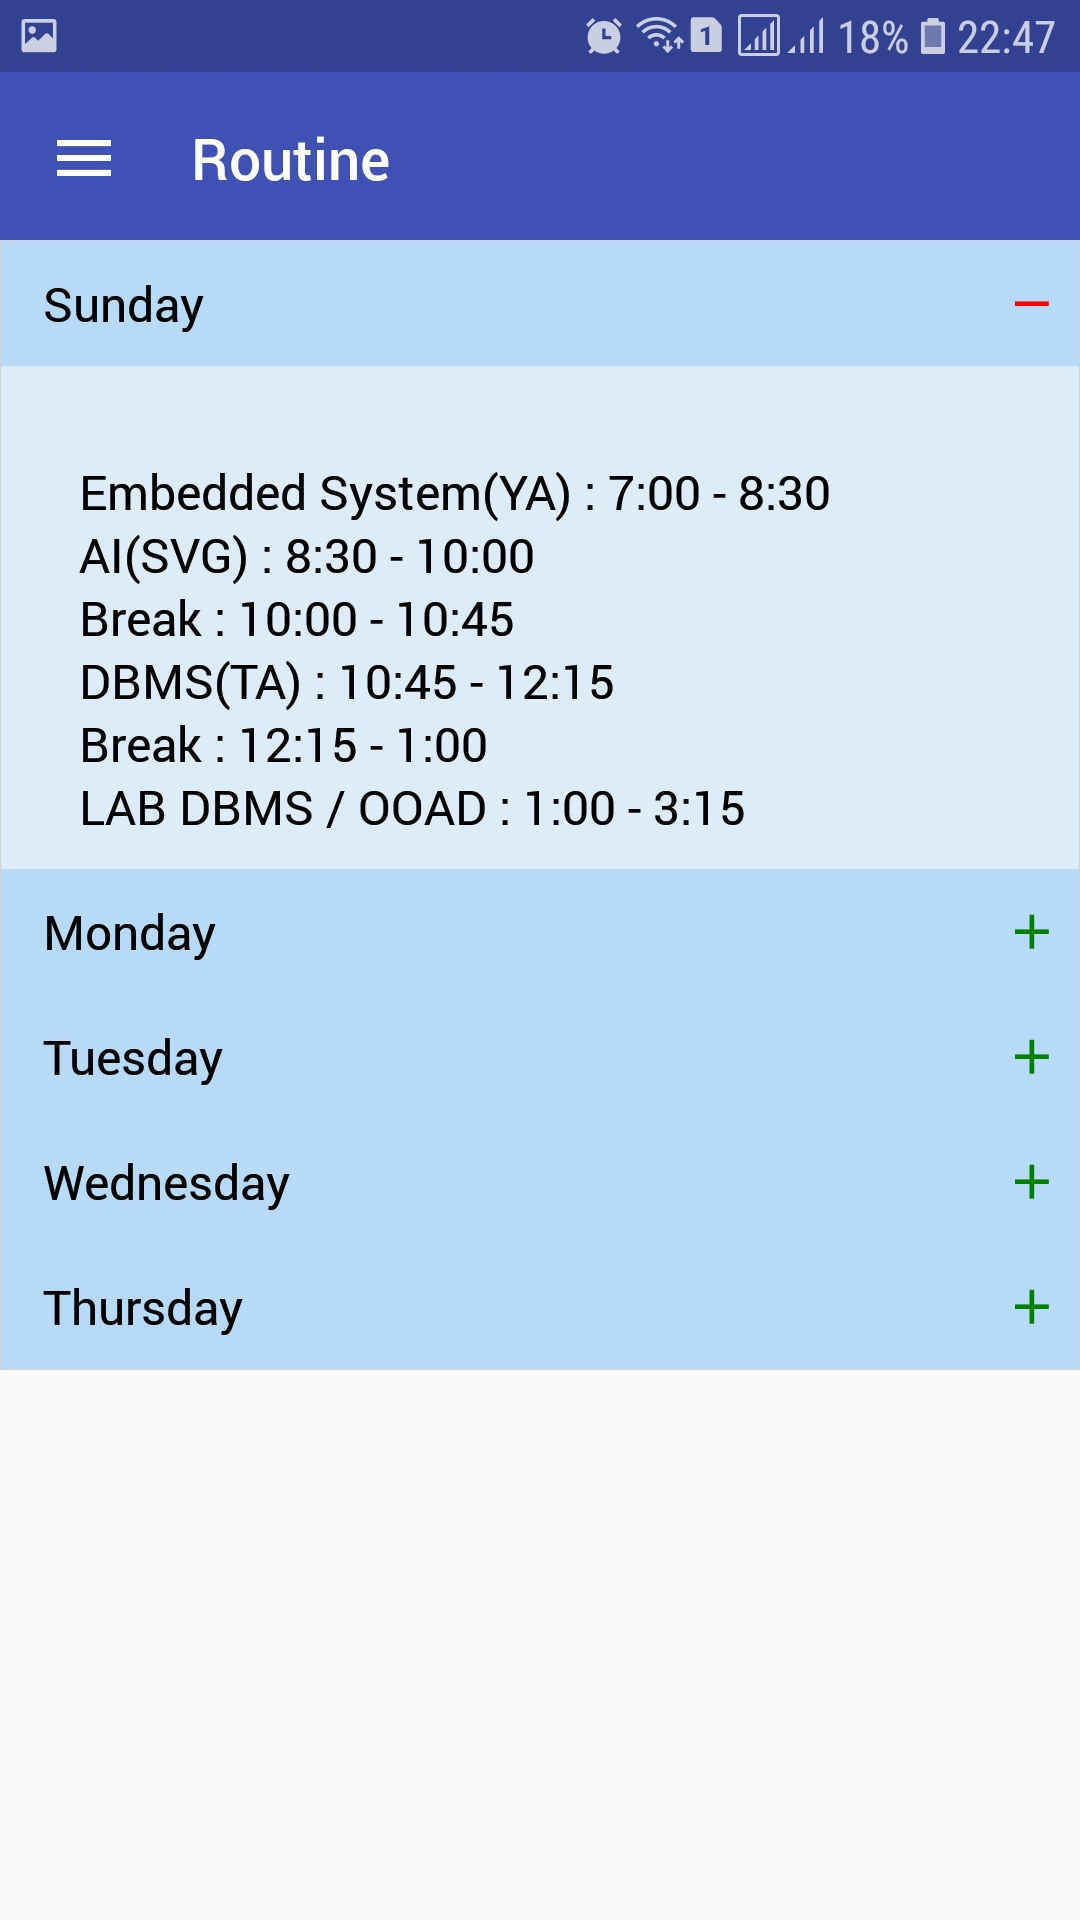 1 18% 22:47
Routine
Sunday
Embedded System(YA) : 7:00 - 8:30
AI(SVG) : 8:30 - 10:00
Break : 10:00 - 10:45
DBMS(TA) : 10:45 - 12:15
Break : 12:15 - 1:00
LAB DBMS / OOAD : 1:00 - 3:15
Monday
Tuesday
Wednesday
Thursday